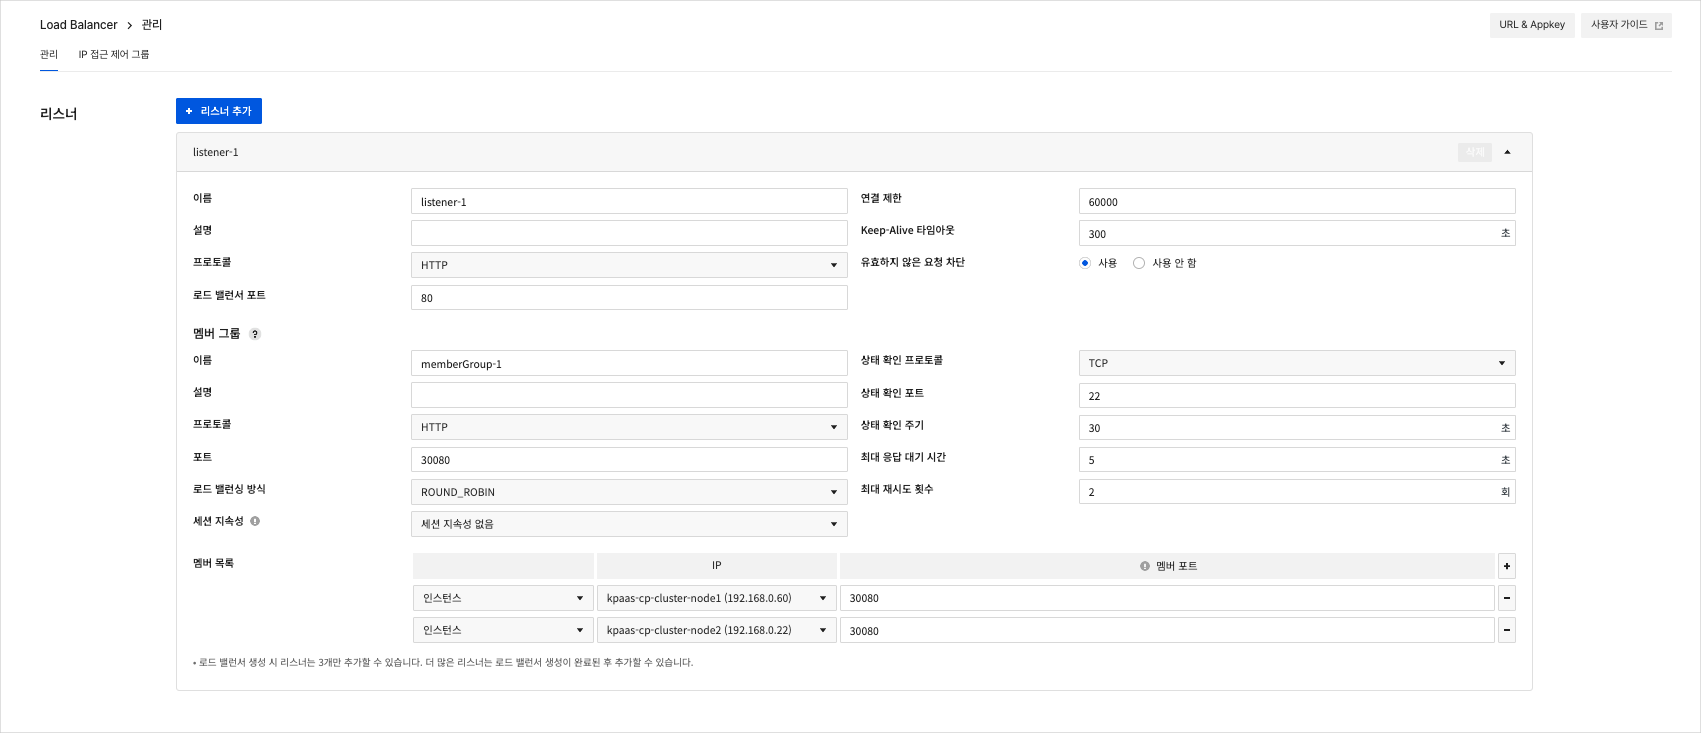 Load Balancer > 관리
URL & Appkey
사용자 가이드
관리
IP 접근 제어 그룹
리스너
+ 리스너 추가
listener-1
삭제
이름
listener-1
연결 제한
60000
설명
Keep-Alive 타임아웃
300 초
프로토콜
HTTP
유효하지 않은 요청 차단
사용
사용 안 함
로드 밸런서 포트
80
멤버 그룹 ?
이름
memberGroup-1
상태 확인 프로토콜
TCP
설명
상태 확인 포트
22
프로토콜
HTTP
상태 확인 주기
30 초
포트
30080
최대 응답 대기 시간
5 초
로드 밸런싱 방식
ROUND_ROBIN
최대 재시도 횟수
2 회
세션 지속성 !
세션 지속성 없음
멤버 목록
IP
! 멤버 포트
+
인스턴스
kpaas-cp-cluster-node1 (192.168.0.60)
30080
-
인스턴스
kpaas-cp-cluster-node2 (192.168.0.22)
30080
-
• 로드 밸런서 생성 시 리스너는 3개만 추가할 수 있습니다. 더 많은 리스너는 로드 밸런서 생성이 완료된 후 추가할 수 있습니다.